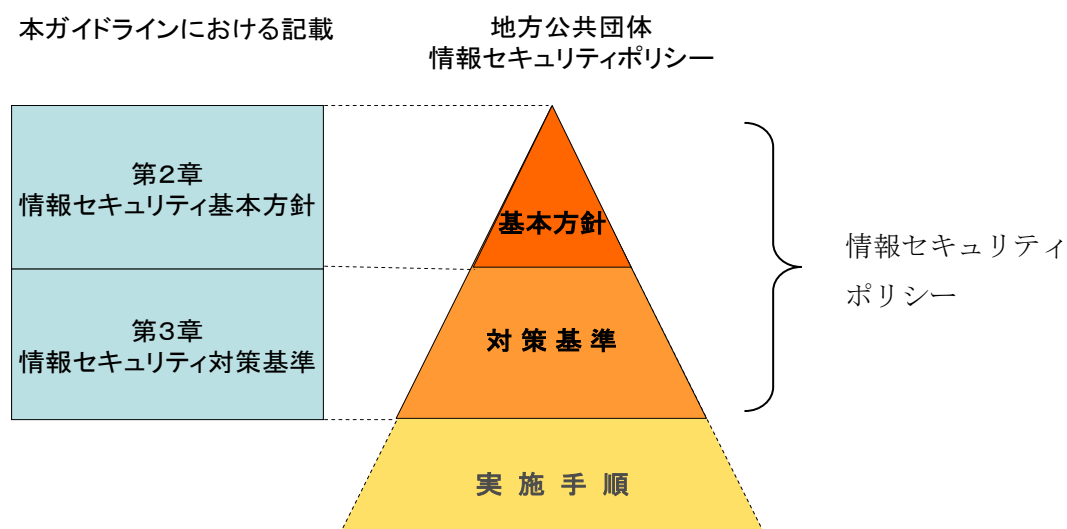 本ガイドラインにおける記載
地方公共団体
情報セキュリティポリシー
第2章
情報セキュリティ基本方針
第3章
情報セキュリティ対策基準
基本方針
対策基準
実施手順
情報セキュリティ
ポリシー